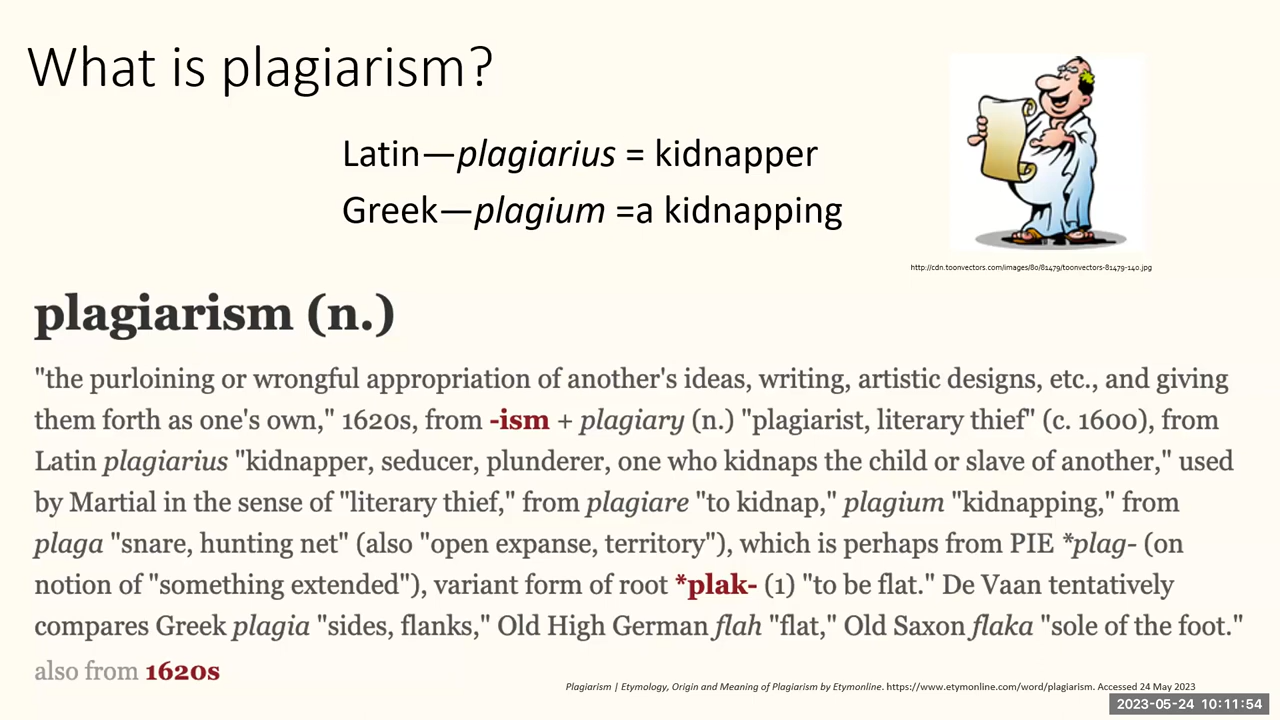 What is plagiarism?
Latin—plagiarius = kidnapper
Greek—plagium =a kidnapping
http://cdn.toonvectors.com/images/80/81479/toonvectors-81479-140.jpg
plagiarism (n.)
"the purloining or wrongful appropriation of another's ideas, writing, artistic designs, etc., and giving
them forth as one's own," 1620s, from -ism + plagiary (n.) "plagiarist, literary thief" (c. 1600), from
Latin plagiarius "kidnapper, seducer, plunderer, one who kidnaps the child or slave of another," used
by Martial in the sense of "literary thief," from plagiare "to kidnap," plagium "kidnapping," from
plaga "snare, hunting net" (also "open expanse, territory"), which is perhaps from PIE *plag- (on
notion of "something extended"), variant form of root *plak- (1) "to be flat." De Vaan tentatively
compares Greek plagia "sides, flanks," Old High German flah "flat," Old Saxon flaka "sole of the foot."
also from 1620s
Plagiarism | Etymology, Origin and Meaning of Plagiarism by Etymonline. https://www.etymonline.com/word/plagiarism. Accessed 24 May 2023
2023-05-24 10:11:54